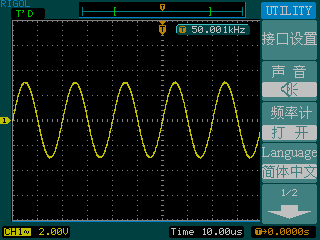 RIGOL
T'D
T
UTILITY
T 50.001kHz
T
接口设置
声 音
频率计
打 开
Language
简体中文
1/2
1
CH1~ 2.00V
Time 10.00us
T→0.0000s